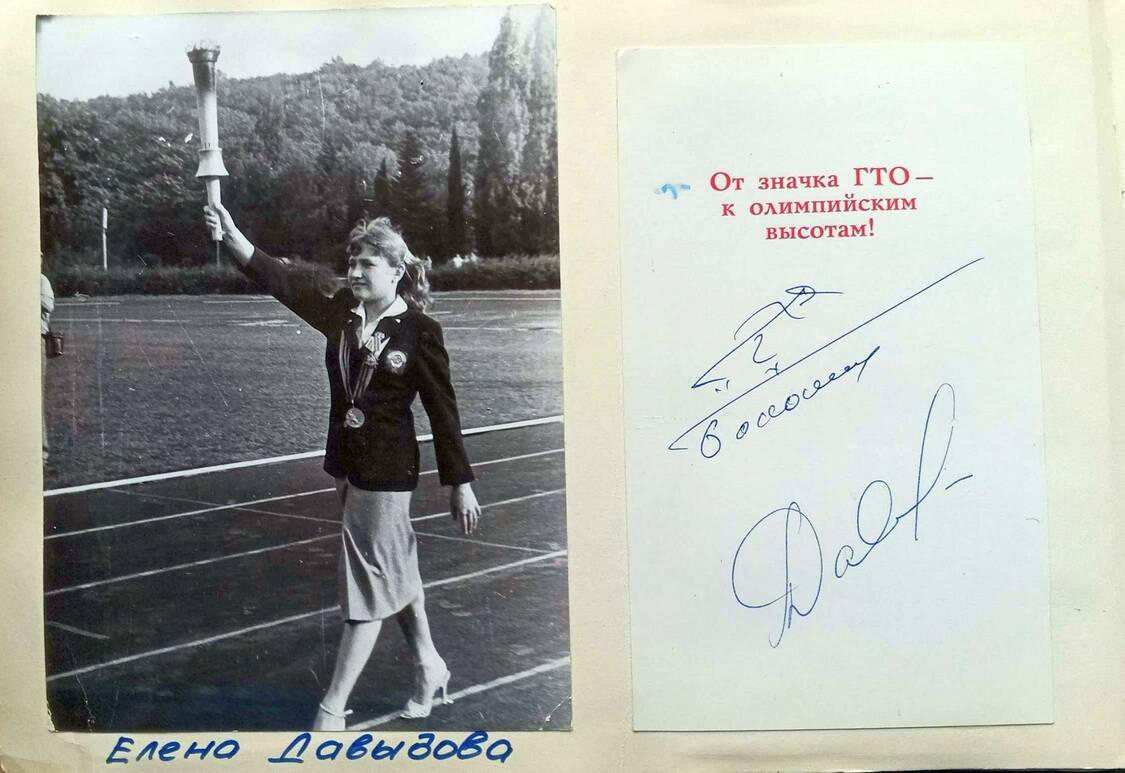 Елена Давыдова
От значка ГТО —
к олимпийским
высотам!